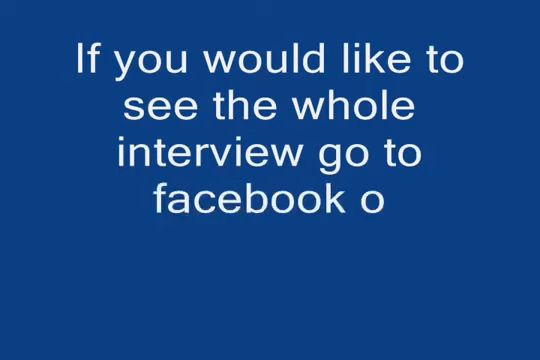 If you would like to
see the whole
interview go to
facebook o